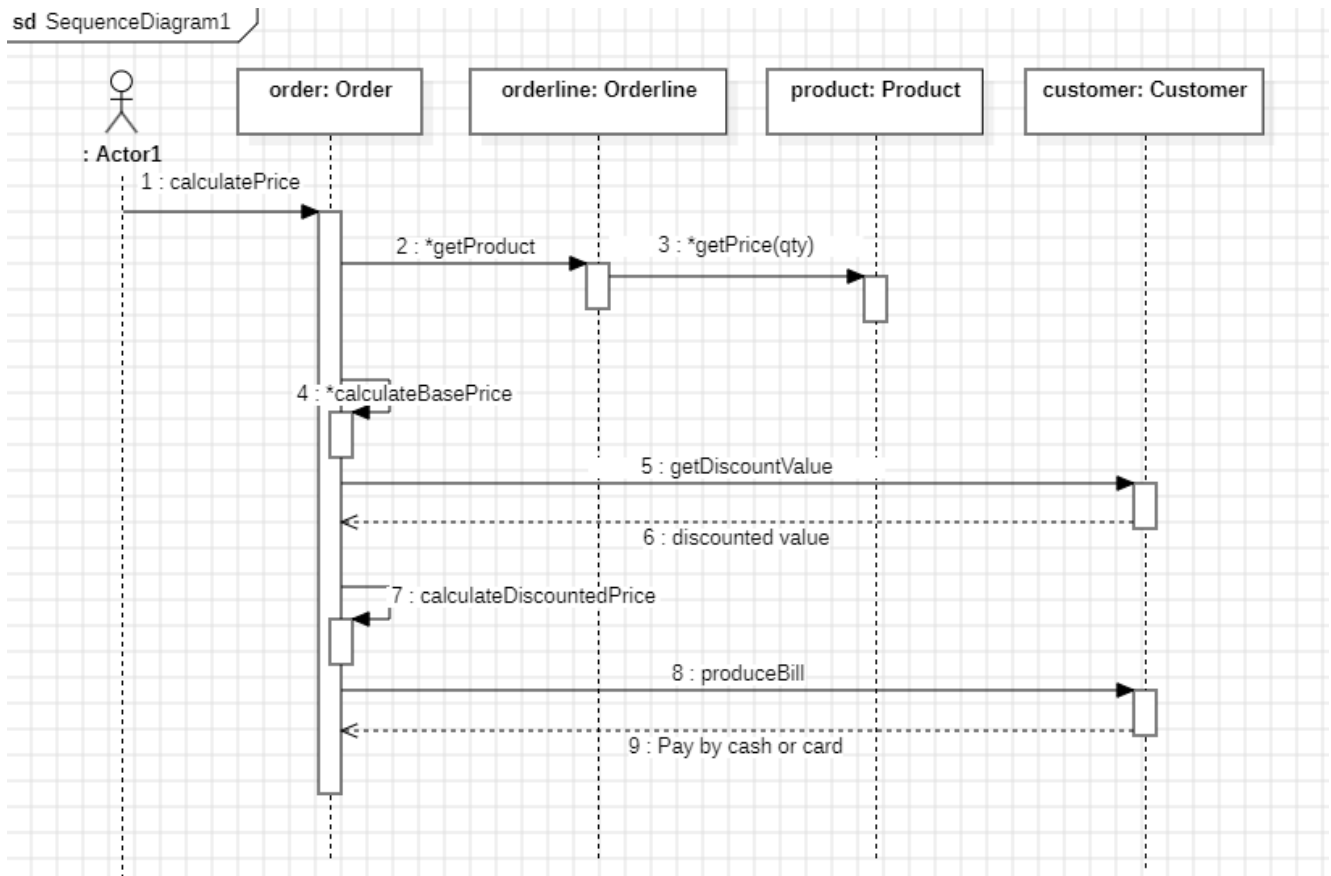 sd SequenceDiagram1
order: Order
orderline: Orderline
product: Product
customer: Customer
: Actor1
1 : calculatePrice
2 : *getProduct
3 : *getPrice(qty)
4 : *calculateBasePrice
5 : getDiscountValue
6 : discounted value
7 : calculateDiscountedPrice
8 : produceBill
9 : Pay by cash or card